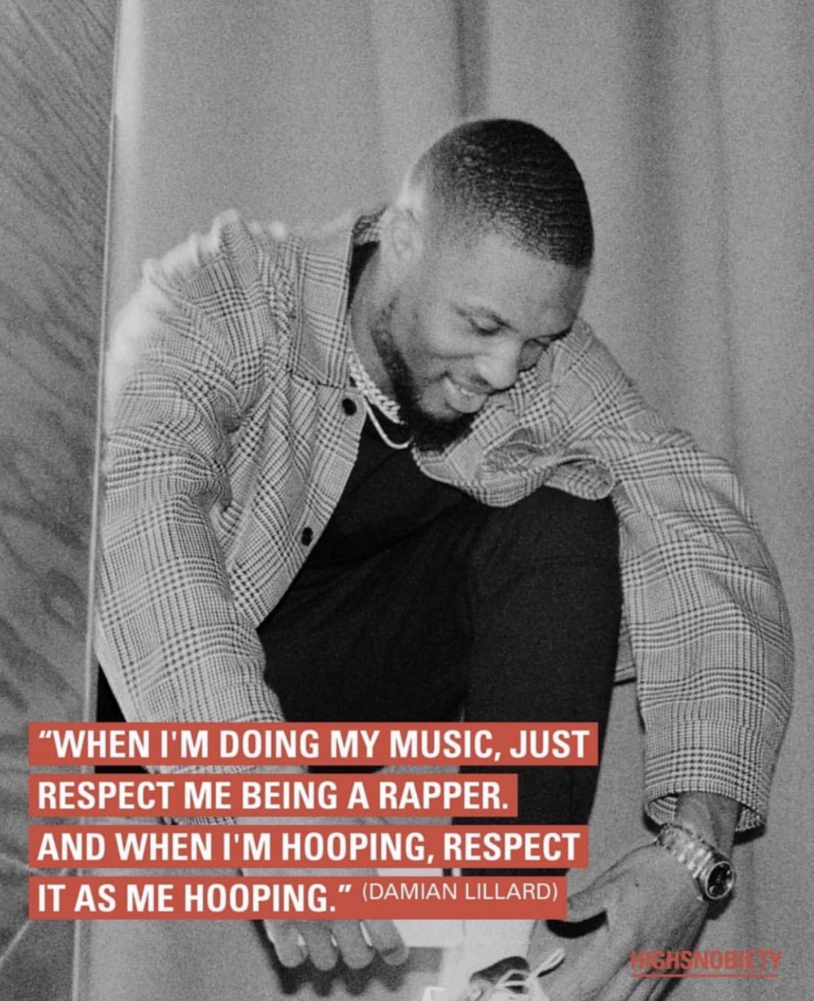 “WHEN I'M DOING MY MUSIC, JUST
RESPECT ME BEING A RAPPER.
AND WHEN I'M HOOPING, RESPECT
IT AS ME HOOPING.” (DAMIAN LILLARD)
HIGHSNOBIETY